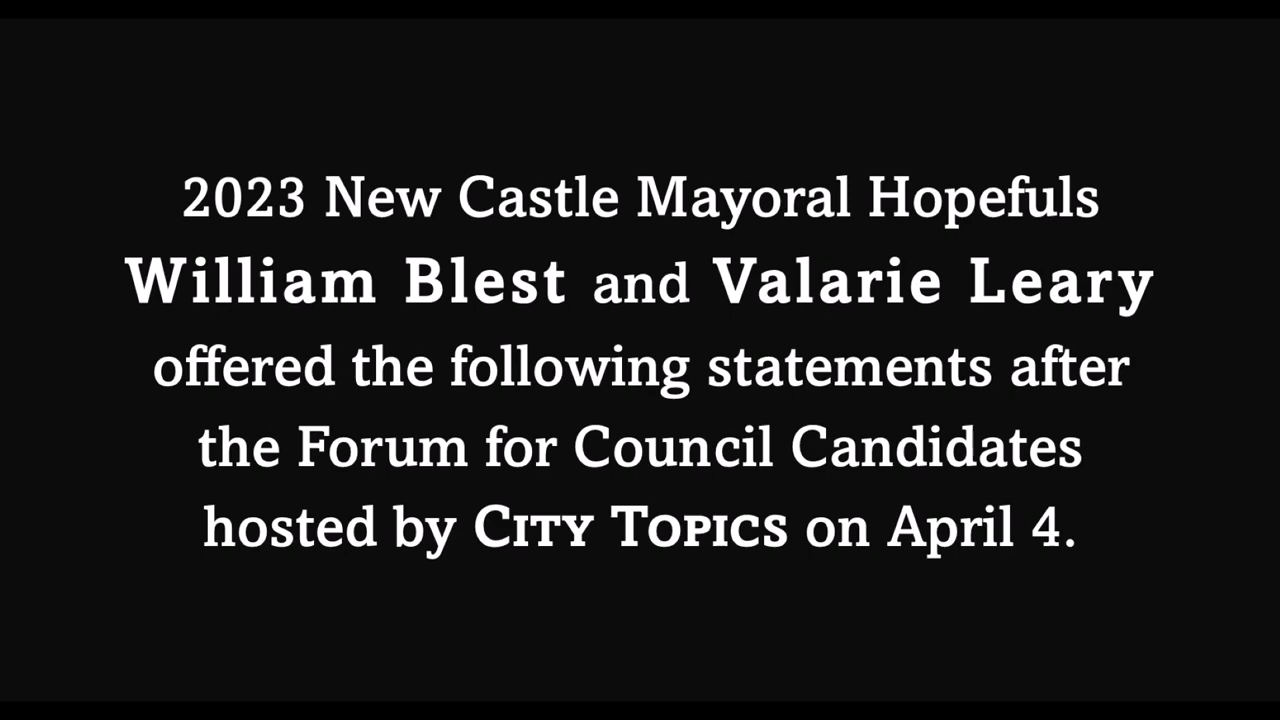 2023 New Castle Mayoral Hopefuls
William Blest and Valarie Leary
offered the following statements after
the Forum for Council Candidates
hosted by CITY TOPICS on April 4.